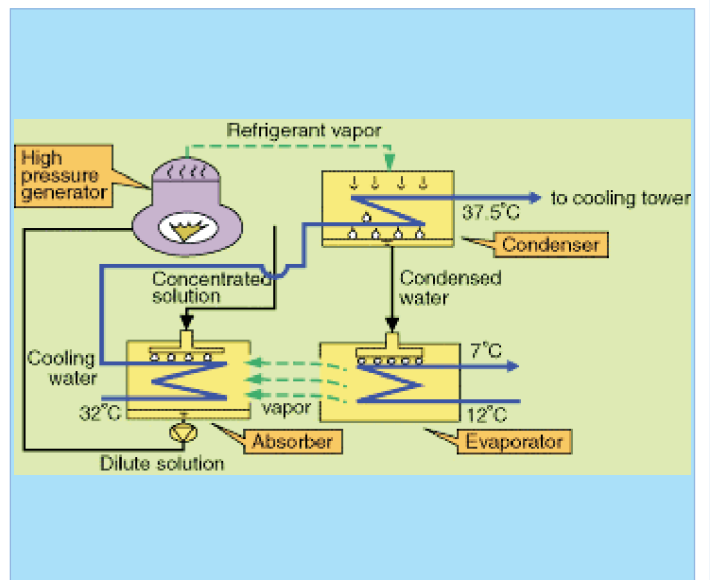 Refrigerant vapor
High
pressure
generator
37.5°C
to cooling tower
Condenser
Concentrated
solution
Condensed
water
Cooling
water
7°C
32°C
vapor
12°C
Absorber
Evaporator
Dilute solution